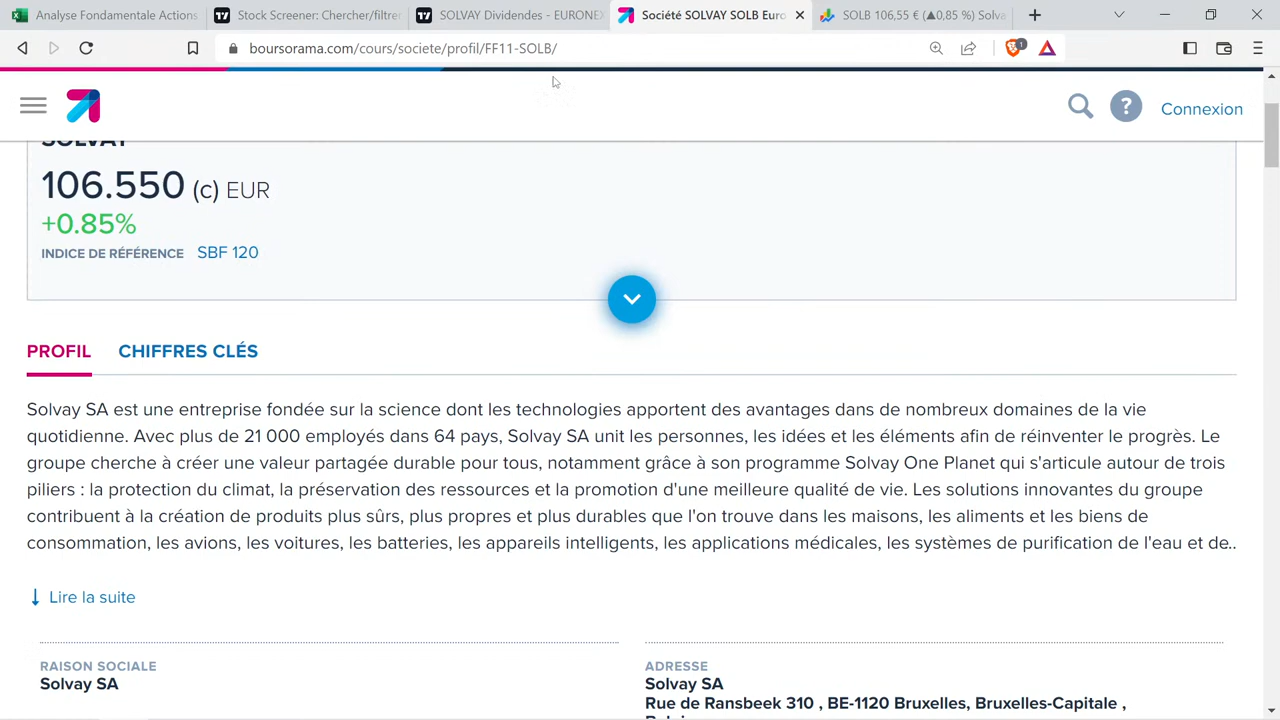 Analyse Fondamentale Actions
Stock Screener: Chercher/filtrer
SOLVAY Dividendes - EURONEX
Société SOLVAY SOLB Euro
SOLB 106,55 € (▲0,85 %) Solva
boursorama.com/cours/societe/profil/FF11-SOLB/
1
? Connexion
SOLVAY
106.550 (c) EUR
+0.85%
INDICE DE RÉFÉRENCE SBF 120
PROFIL CHIFFRES CLÉS
Solvay SA est une entreprise fondée sur la science dont les technologies apportent des avantages dans de nombreux domaines de la vie
quotidienne. Avec plus de 21 000 employés dans 64 pays, Solvay SA unit les personnes, les idées et les éléments afin de réinventer le progrès. Le
groupe cherche à créer une valeur partagée durable pour tous, notamment grâce à son programme Solvay One Planet qui s'articule autour de trois
piliers : la protection du climat, la préservation des ressources et la promotion d'une meilleure qualité de vie. Les solutions innovantes du groupe
contribuent à la création de produits plus sûrs, plus propres et plus durables que l'on trouve dans les maisons, les aliments et les biens de
consommation, les avions, les voitures, les batteries, les appareils intelligents, les applications médicales, les systèmes de purification de l'eau et de..
Lire la suite
RAISON SOCIALE
Solvay SA
ADRESSE
Solvay SA
Rue de Ransbeek 310 , BE-1120 Bruxelles, Bruxelles-Capitale ,